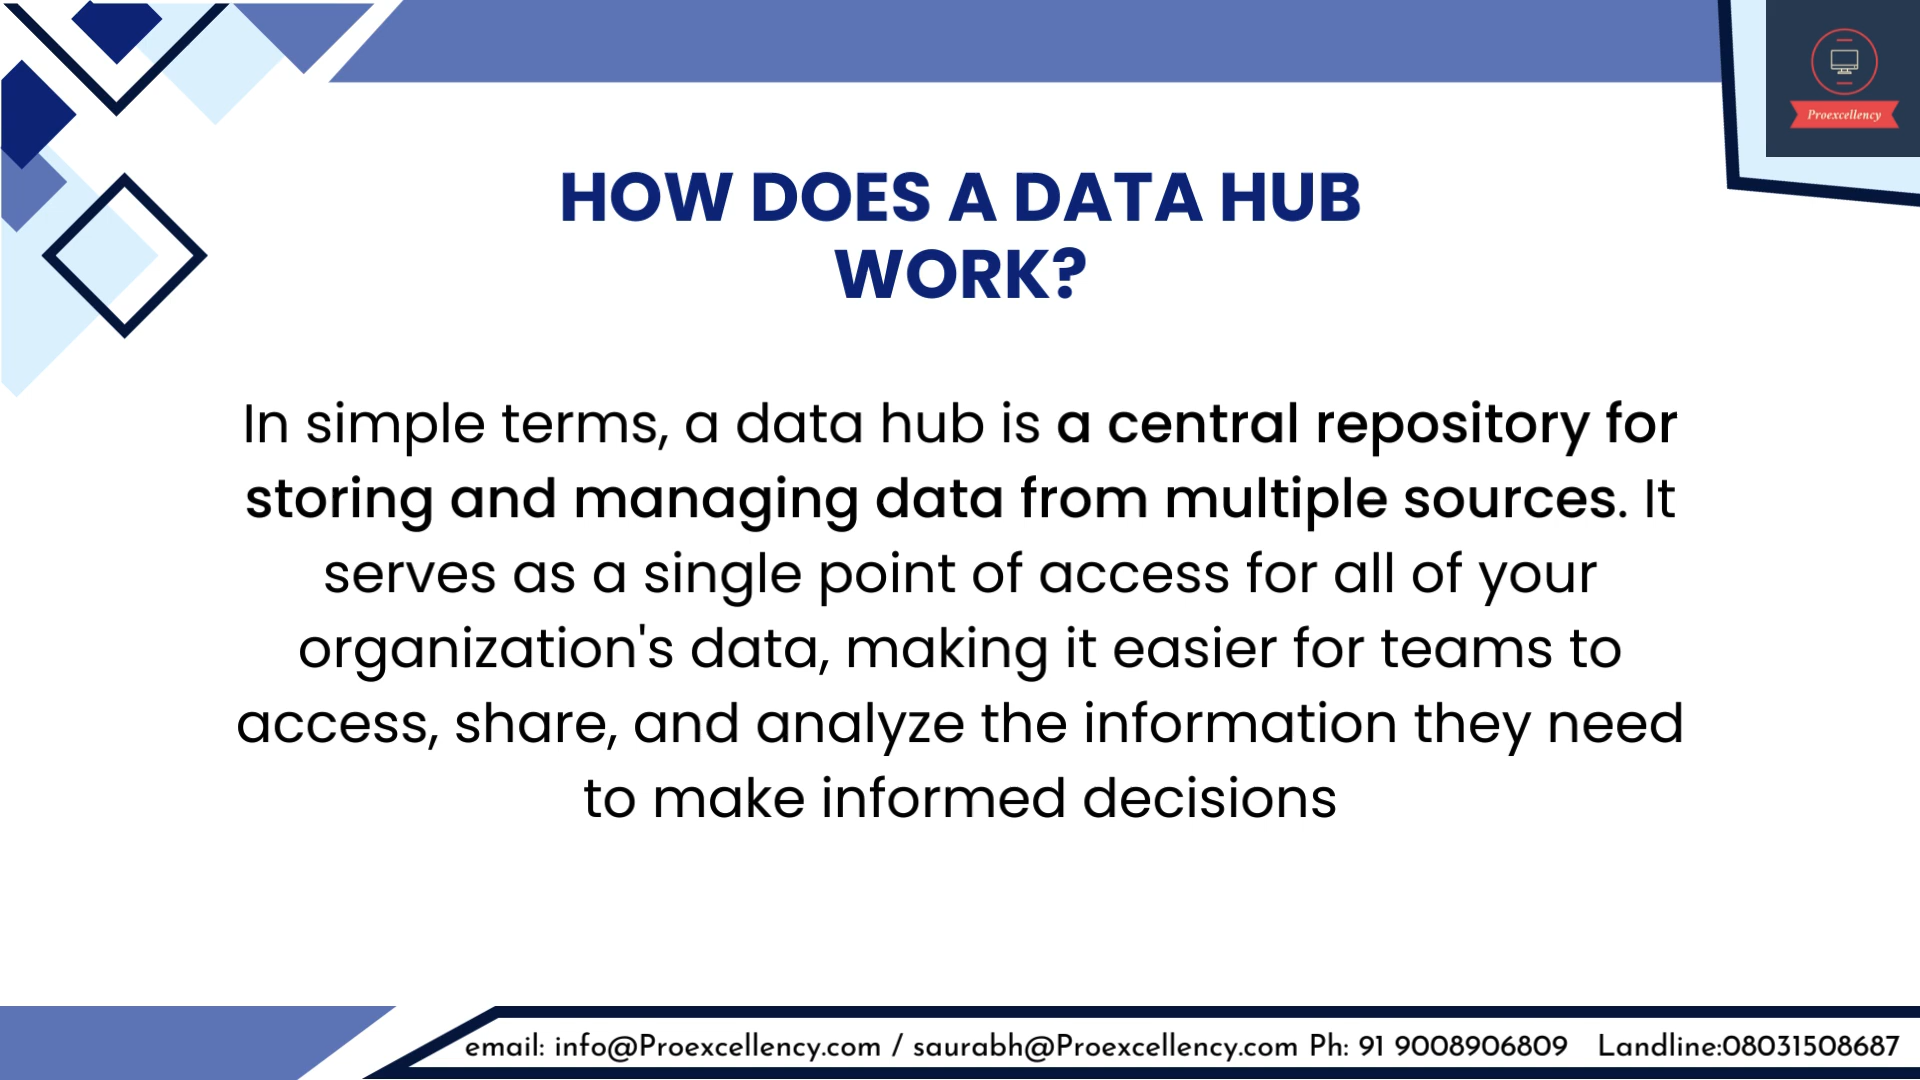 Proexcellency
HOW DOES A DATA HUB
WORK?
In simple terms, a data hub is a central repository for
storing and managing data from multiple sources. It
serves as a single point of access for all of your
organization's data, making it easier for teams to
access, share, and analyze the information they need
to make informed decisions
email: info@Proexcellency.com / saurabh@Proexcellency.com Ph: 91 9008906809 Landline:08031508687